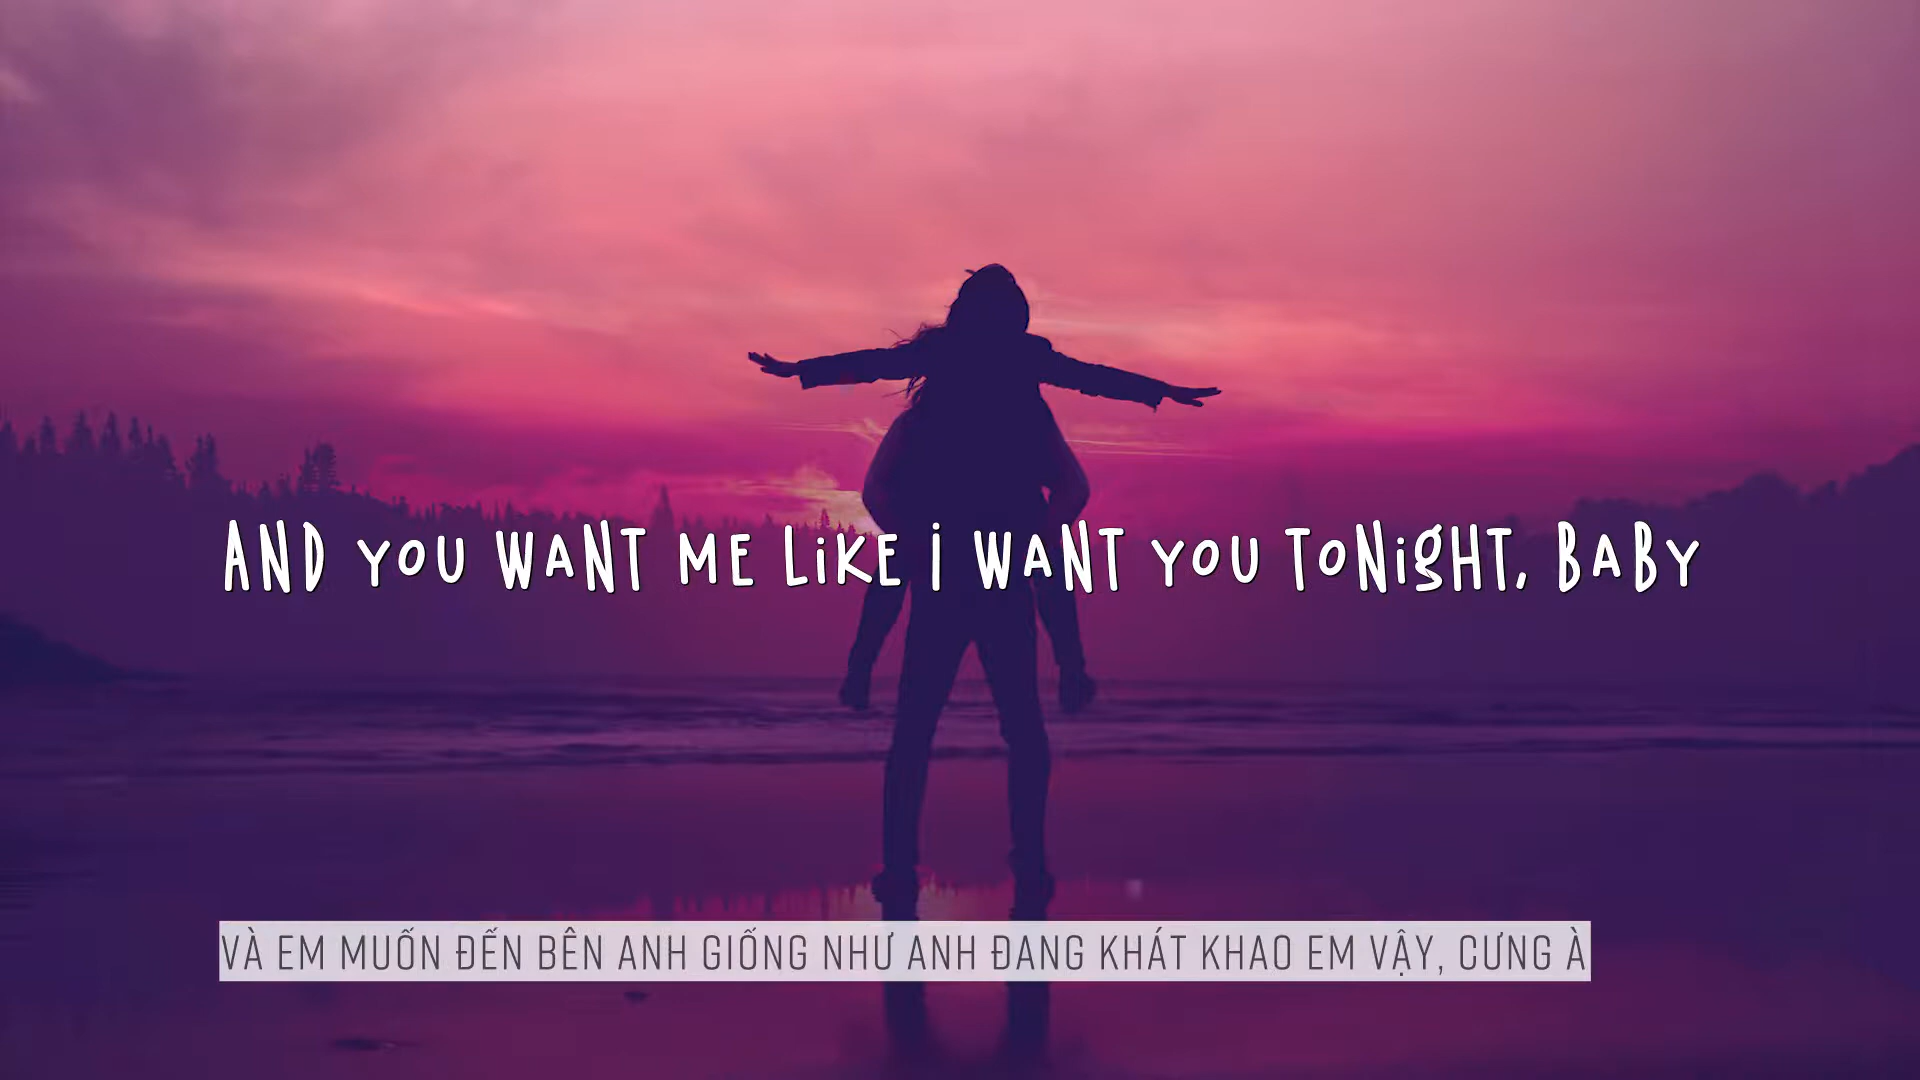 AND YOU WANT ME LIKE I WANT YOU TONIGHT, BABY
VÀ EM MUỐN ĐẾN BÊN ANH GIỐNG NHƯ ANH ĐANG KHÁT KHAO EM VẬY, CƯNG À